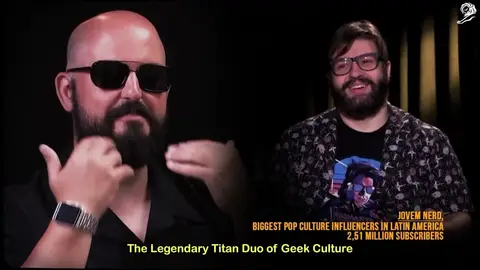 JOVEM NERD,
BIGGEST POP CULTURE INFLUENCERS IN LATIN AMERICA
2,51 MILLION SUBSCRIBERS
The Legendary Titan Duo of Geek Culture